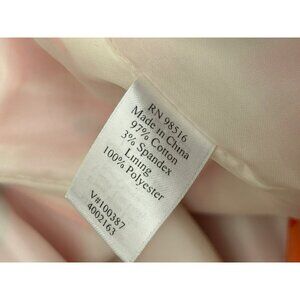 RN 98516
Made in China
97% Cotton
3% Spandex
Lining
100% Polyester
V#100387
4002163